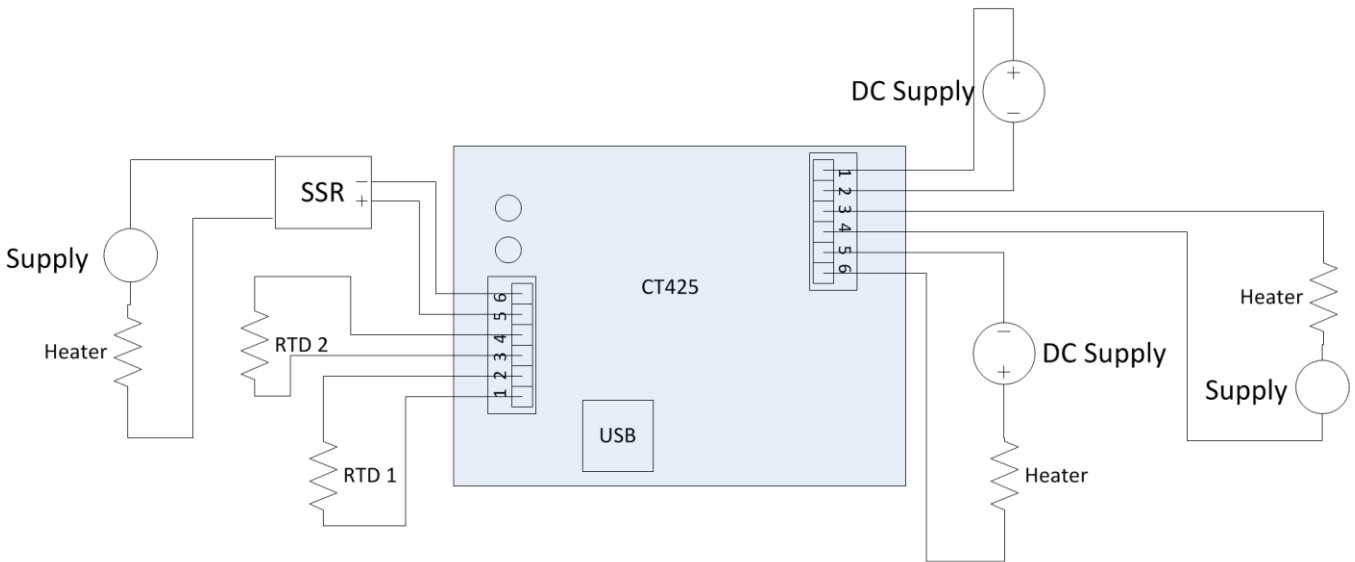 DC Supply
+
−
SSR
−
+
1
2
3
4
5
6
Supply
CT425
6
5
4
3
2
1
Heater
RTD 2
Heater
−
+
DC Supply
Supply
USB
RTD 1
Heater